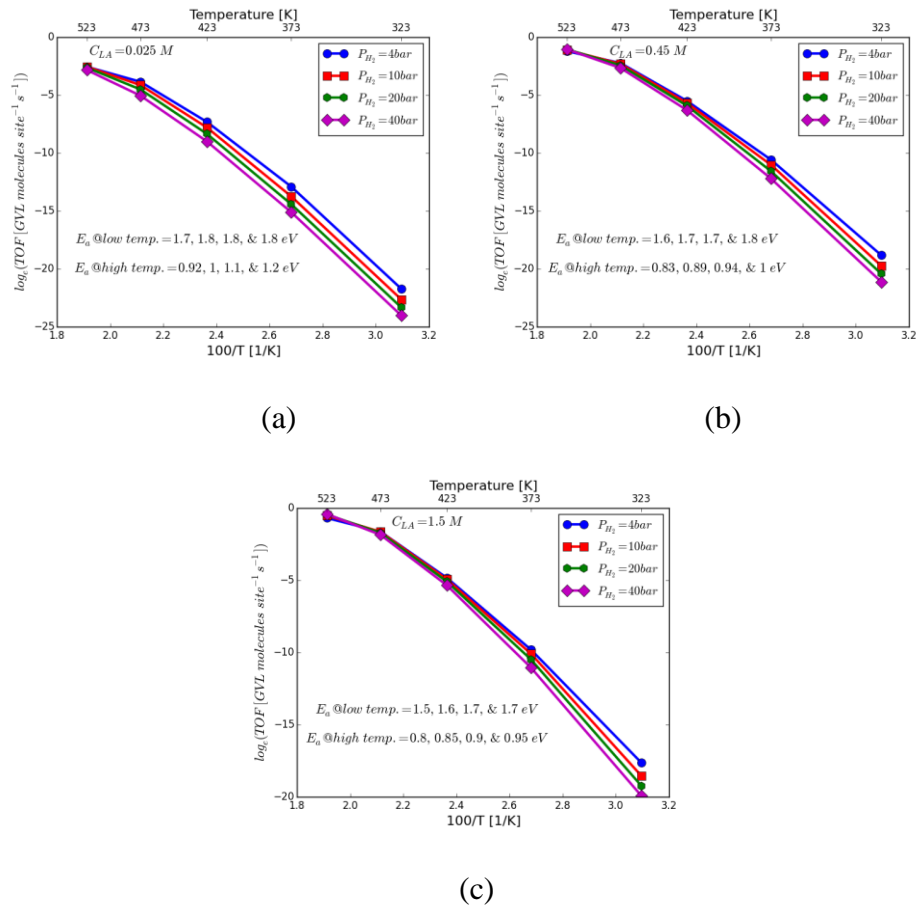 Temperature [K]
523 473 423 373 323
C_LA=0.025 M
P_H2=4bar
P_H2=10bar
P_H2=20bar
P_H2=40bar
log_e(TOF [GVL molecules site^-1 s^-1])
0
−5
−10
−15
−20
−25
E_a @low temp.=1.7, 1.8, 1.8, & 1.8 eV
E_a @high temp.=0.92, 1, 1.1, & 1.2 eV
1.8 2.0 2.2 2.4 2.6 2.8 3.0 3.2
100/T [1/K]
(a)
Temperature [K]
523 473 423 373 323
C_LA=0.45 M
P_H2=4bar
P_H2=10bar
P_H2=20bar
P_H2=40bar
log_e(TOF [GVL molecules site^-1 s^-1])
0
−5
−10
−15
−20
−25
E_a @low temp.=1.6, 1.7, 1.7, & 1.8 eV
E_a @high temp.=0.83, 0.89, 0.94, & 1 eV
1.8 2.0 2.2 2.4 2.6 2.8 3.0 3.2
100/T [1/K]
(b)
Temperature [K]
523 473 423 373 323
C_LA=1.5 M
P_H2=4bar
P_H2=10bar
P_H2=20bar
P_H2=40bar
log_e(TOF [GVL molecules site^-1 s^-1])
0
−5
−10
−15
−20
E_a @low temp.=1.5, 1.6, 1.7, & 1.7 eV
E_a @high temp.=0.8, 0.85, 0.9, & 0.95 eV
1.8 2.0 2.2 2.4 2.6 2.8 3.0 3.2
100/T [1/K]
(c)